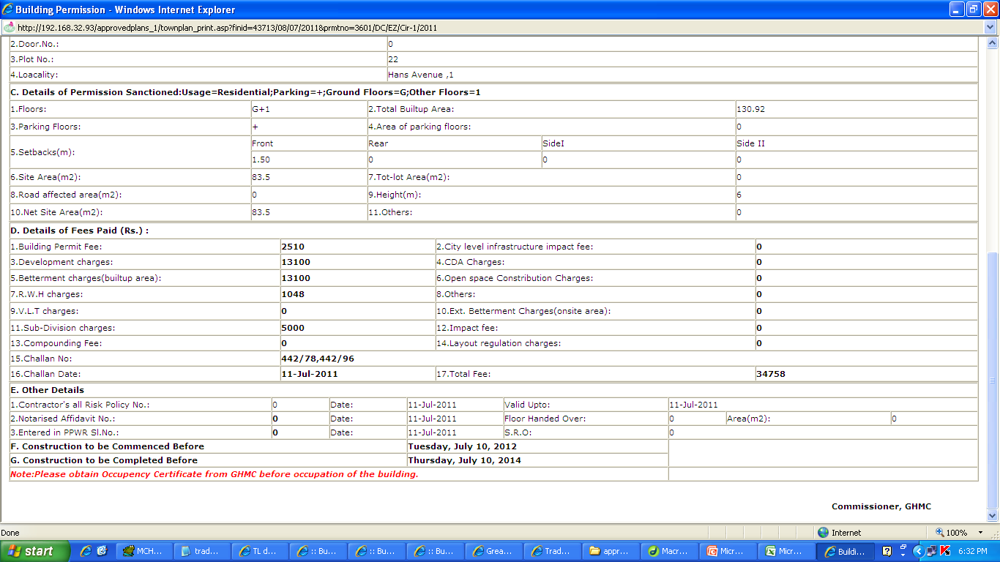 Building Permission - Windows Internet Explorer
http://192.168.32.93/approvedplans_1/townplan_print.asp?finid=43713/08/07/2011&prmtno=3601/DC/EZ/Cir-1/2011
2.Door.No.: 0
3.Plot No.: 22
4.Loacality: Hans Avenue ,1
C. Details of Permission Sanctioned:Usage=Residential;Parking=+;Ground Floors=G;Other Floors=1
1.Floors: G+1 2.Total Builtup Area: 130.92
3.Parking Floors: + 4.Area of parking floors: 0
5.Setbacks(m): Front Rear SideI Side II
1.50 0 0 0
6.Site Area(m2): 83.5 7.Tot-lot Area(m2): 0
8.Road affected area(m2): 0 9.Height(m): 6
10.Net Site Area(m2): 83.5 11.Others: 0
D. Details of Fees Paid (Rs.) :
1.Building Permit Fee: 2510 2.City level infrastructure impact fee: 0
3.Development charges: 13100 4.CDA Charges: 0
5.Betterment charges(builtup area): 13100 6.Open space Constribution Charges: 0
7.R.W.H charges: 1048 8.Others: 0
9.V.L.T charges: 0 10.Ext. Betterment Charges(onsite area): 0
11.Sub-Division charges: 5000 12.Impact fee: 0
13.Compounding Fee: 0 14.Layout regulation charges: 0
15.Challan No: 442/78,442/96
16.Challan Date: 11-Jul-2011 17.Total Fee: 34758
E. Other Details
1.Contractor's all Risk Policy No.: 0 Date: 11-Jul-2011 Valid Upto: 11-Jul-2011
2.Notarised Affidavit No.: 0 Date: 11-Jul-2011 Floor Handed Over: 0 Area(m2): 0
3.Entered in PPWR Sl.No.: 0 Date: 11-Jul-2011 S.R.O: 0
F. Construction to be Commenced Before Tuesday, July 10, 2012
G. Construction to be Completed Before Thursday, July 10, 2014
Note:Please obtain Occupency Certificate from GHMC before occupation of the building.
Commissioner, GHMC
Done Internet 100%
start MCH... trad... TL d... :: Bu... :: Bu... :: Bu... Grea... Trad... appr... Macr... Micr... Micr... Buildi... 6:32 PM